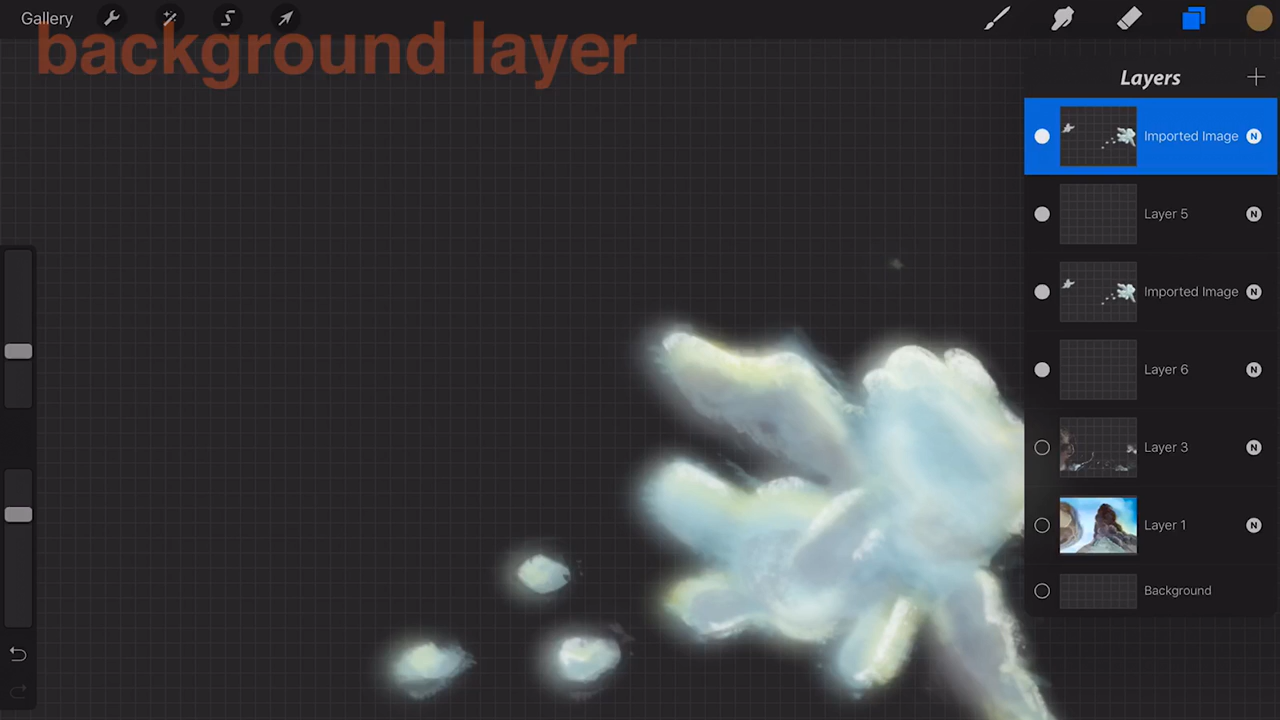 Gallery
background layer
Layers
Imported Image N
Layer 5 N
Imported Image N
Layer 6 N
Layer 3 N
Layer 1 N
Background